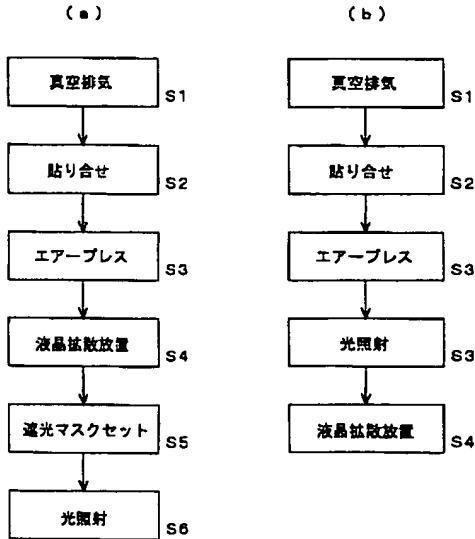 (a)
真空排気
S1
貼り合せ
S2
エアープレス
S3
液晶拡散放置
S4
遮光マスクセット
S5
光照射
S6
(b)
真空排気
S1
貼り合せ
S2
エアープレス
S3
光照射
S3
液晶拡散放置
S4